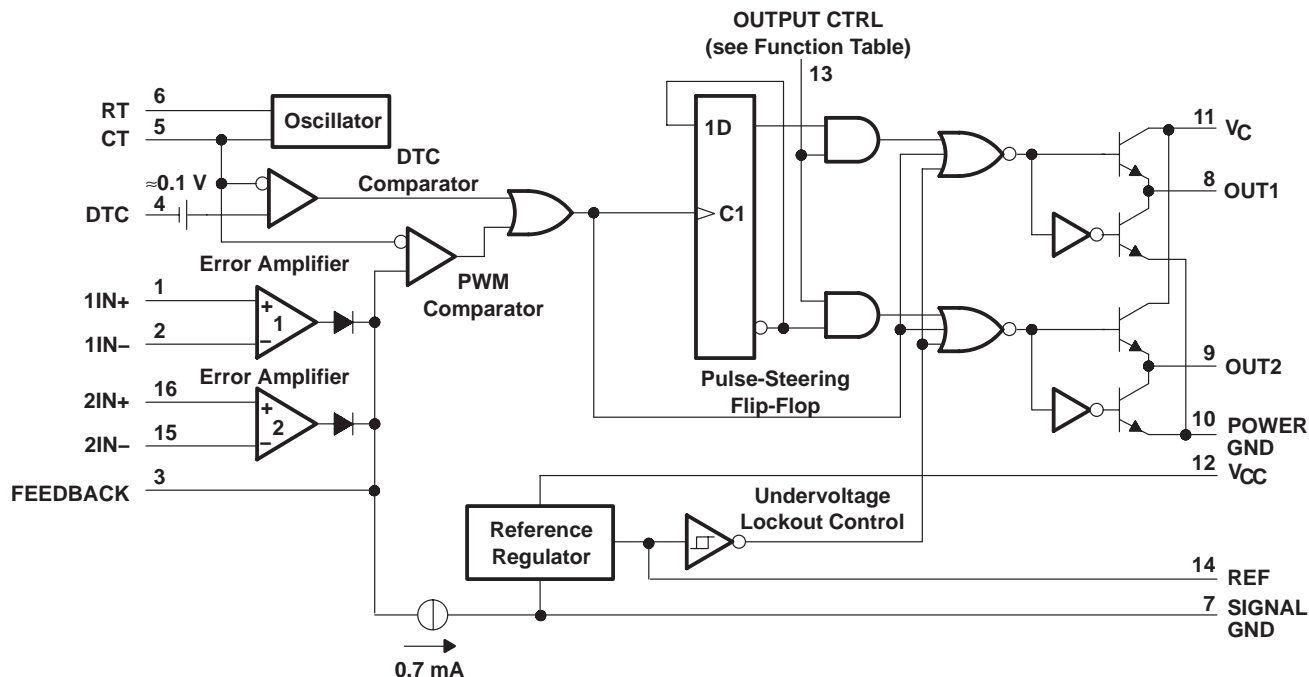 OUTPUT CTRL
(see Function Table)
13
RT
6
CT
5
Oscillator
DTC
Comparator
≈0.1 V
DTC
4
1D
C1
11
VC
8
OUT1
Error Amplifier
PWM
Comparator
1IN+
1
+
1
1IN–
2
–
Error Amplifier
2IN+
16
+
2
2IN–
15
–
Pulse-Steering
Flip-Flop
9
OUT2
10
POWER
GND
FEEDBACK
3
12
VCC
Reference
Regulator
Undervoltage
Lockout Control
14
REF
7
SIGNAL
GND
0.7 mA